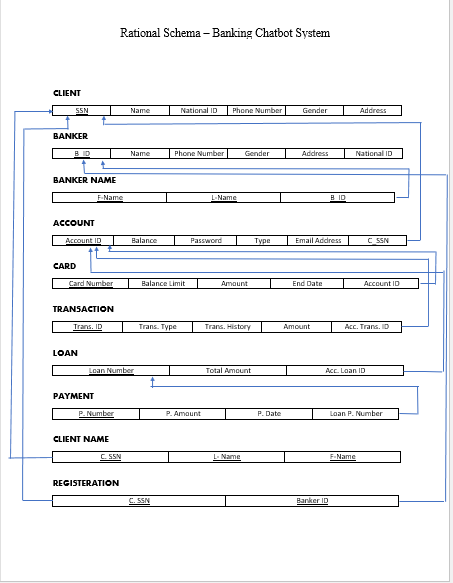 Rational Schema – Banking Chatbot System
CLIENT
SSN Name National ID Phone Number Gender Address
BANKER
B_ID Name Phone Number Gender Address National ID
BANKER NAME
F-Name L-Name B_ID
ACCOUNT
Account ID Balance Password Type Email Address C_SSN
CARD
Card Number Balance Limit Amount End Date Account ID
TRANSACTION
Trans. ID Trans. Type Trans. History Amount Acc. Trans. ID
LOAN
Loan Number Total Amount Acc. Loan ID
PAYMENT
P. Number P. Amount P. Date Loan P. Number
CLIENT NAME
C. SSN L- Name F-Name
REGISTERATION
C. SSN Banker ID